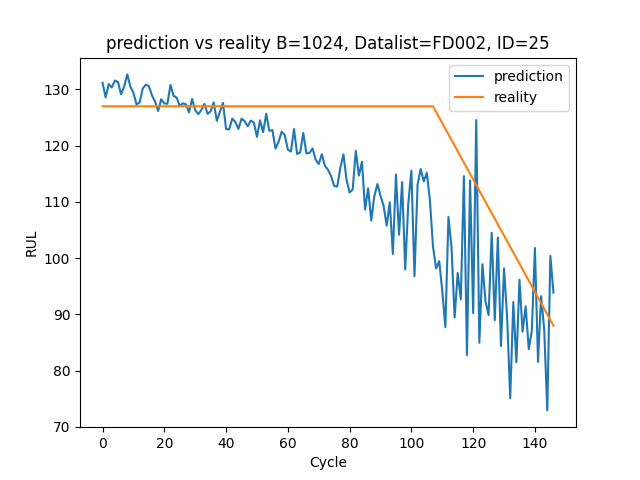 prediction vs reality B=1024, Datalist=FD002, ID=25
prediction
reality
130
120
110
100
90
80
70
RUL
0 20 40 60 80 100 120 140
Cycle